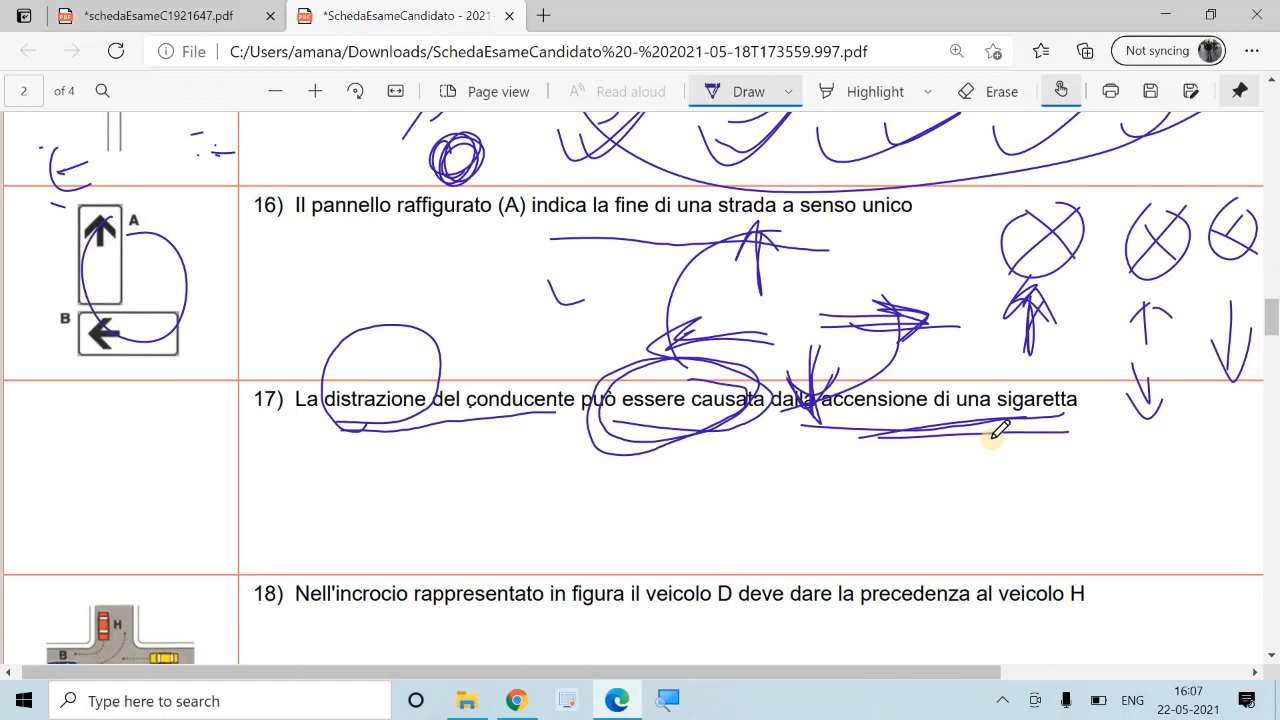 *schedaEsameC1921647.pdf
*SchedaEsameCandidato - 2021-
File
C:/Users/amana/Downloads/SchedaEsameCandidato%20-%202021-05-18T173559.997.pdf
Not syncing
2 of 4
Page view
Read aloud
Draw
Highlight
Erase
A
B
16) Il pannello raffigurato (A) indica la fine di una strada a senso unico
17) La distrazione del conducente può essere causata dalla accensione di una sigaretta
18) Nell'incrocio rappresentato in figura il veicolo D deve dare la precedenza al veicolo H
H
B
Type here to search
ENG
16:07
22-05-2021